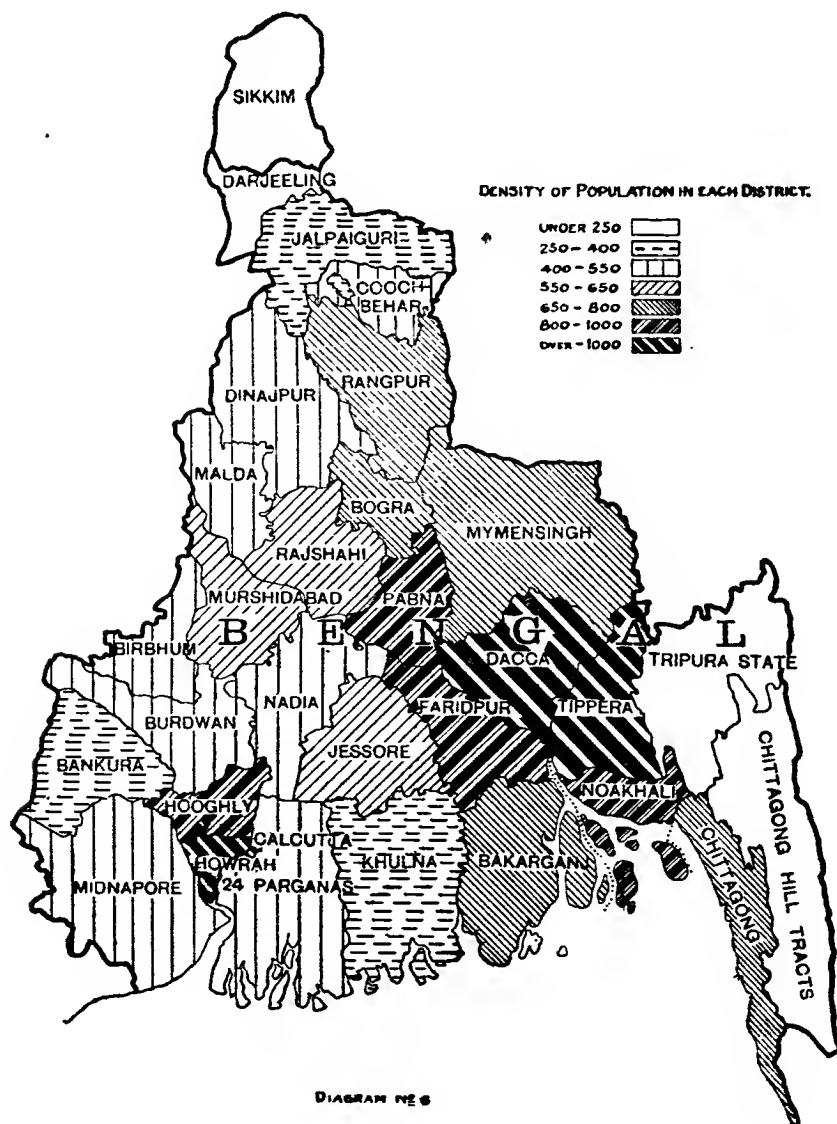 SIKKIM
DARJEELING
DENSITY OF POPULATION IN EACH DISTRICT.
UNDER 250
250-400
400-550
550-650
650-800
800-1000
OVER-1000
JALPAIGURI
COOCH
BEHAR
RANGPUR
DINAJPUR
MALDA
BOGRA
MYMENSINGH
RAJSHAHI
MURSHIDABAD
PABNA
BENGAL
BIRBHUM
DACCA
TRIPURA STATE
NADIA
FARIDPUR
TIPPERA
BURDWAN
JESSORE
BANKURA
NOAKHALI
HOOGHLY
CALCUTTA
KHULNA
BAKARGANJ
HOWRAH
MIDNAPORE
24 PARGANAS
CHITTAGONG
CHITTAGONG HILL TRACTS
DIAGRAM No 6